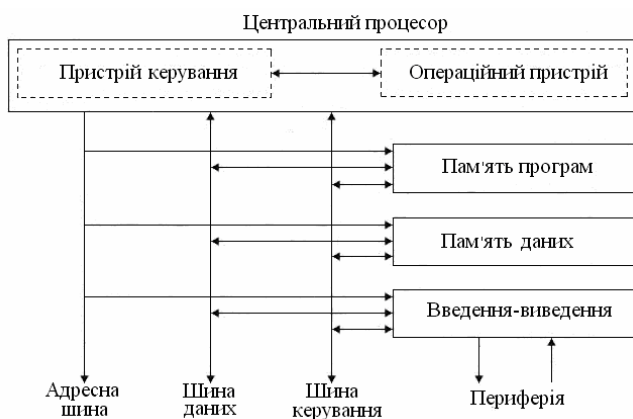 Центральний процесор
Пристрій керування
Операційний пристрій
Пам'ять програм
Пам'ять даних
Введення-виведення
Адресна
шина
Шина
даних
Шина
керування
Периферія